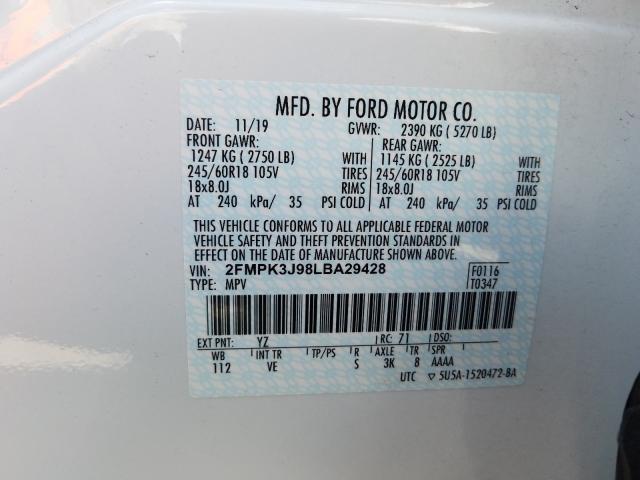 MFD. BY FORD MOTOR CO.
DATE: 11/19 GVWR: 2390 KG ( 5270 LB)
FRONT GAWR: REAR GAWR:
1247 KG ( 2750 LB) WITH 1145 KG ( 2525 LB) WITH
245/60R18 105V TIRES 245/60R18 105V TIRES
18x8.0J RIMS 18x8.0J RIMS
AT 240 kPa/ 35 PSI COLD AT 240 kPa/ 35 PSI COLD
THIS VEHICLE CONFORMS TO ALL APPLICABLE FEDERAL MOTOR
VEHICLE SAFETY AND THEFT PREVENTION STANDARDS IN
EFFECT ON THE DATE OF MANUFACTURE SHOWN ABOVE.
VIN: 2FMPK3J98LBA29428 F0116
TYPE: MPV T0347
EXT PNT: YZ RC: 71 DSO:
WB INT TR TP/PS R AXLE TR SPR
112 VE S 3K 8 AAAA
UTC ▽ 5U5A-1520472-BA